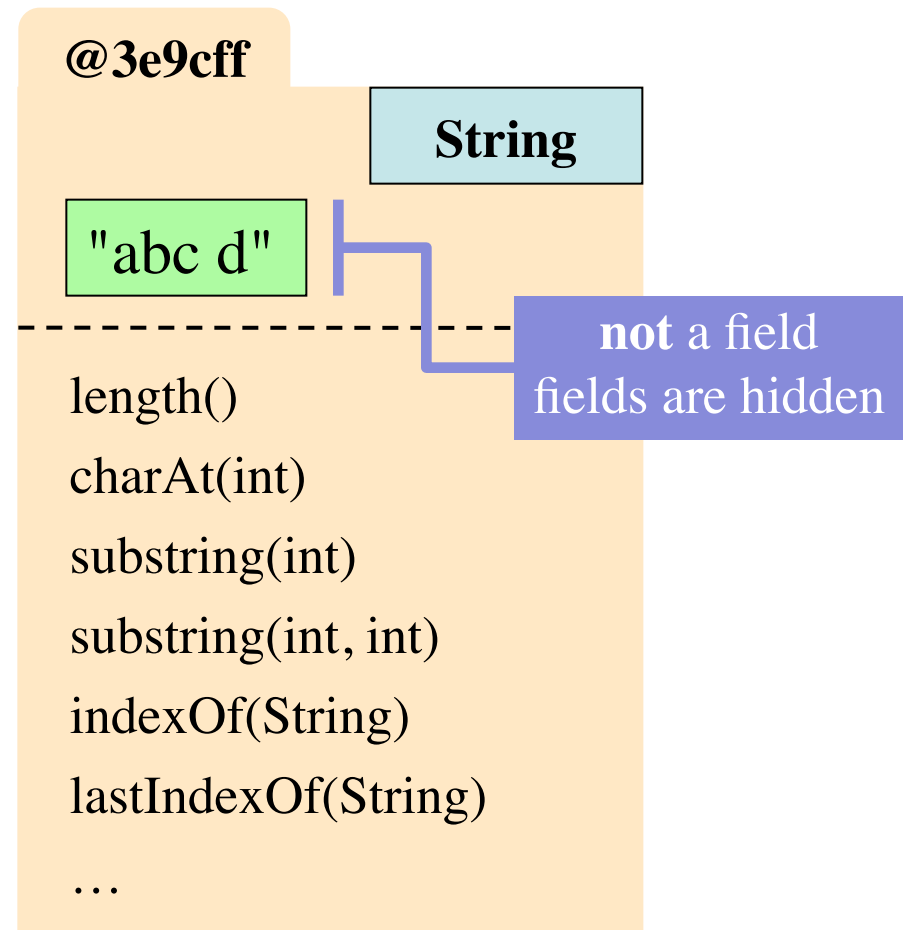 @3e9cff
String
"abc d"
not a field
fields are hidden
length()
charAt(int)
substring(int)
substring(int, int)
indexOf(String)
lastIndexOf(String)
…